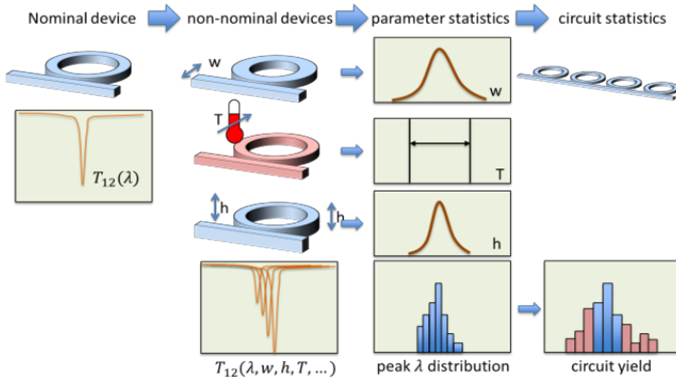 Nominal device
non-nominal devices
parameter statistics
circuit statistics
w
w
T
T
h
h
h
T₁₂(λ)
T₁₂(λ, w, h, T, ...)
peak λ distribution
circuit yield